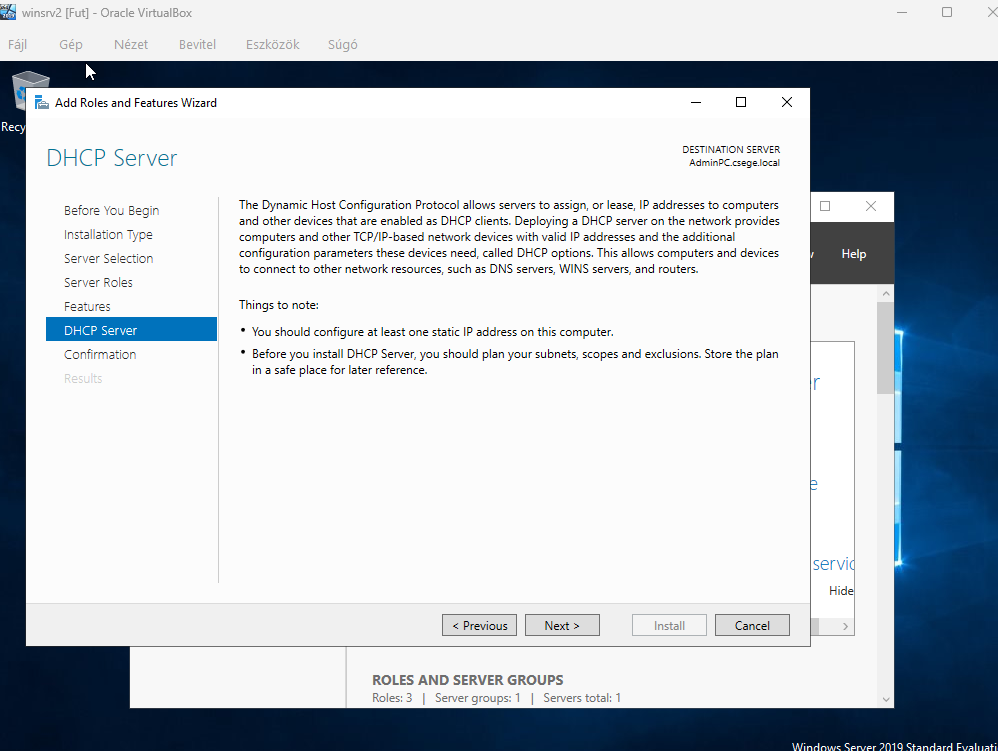 winsrv2 [Fut] - Oracle VirtualBox
Fájl Gép Nézet Bevitel Eszközök Súgó
Add Roles and Features Wizard
DHCP Server
DESTINATION SERVER
AdminPC.csege.local
Before You Begin
Installation Type
Server Selection
Server Roles
Features
DHCP Server
Confirmation
Results
The Dynamic Host Configuration Protocol allows servers to assign, or lease, IP addresses to computers
and other devices that are enabled as DHCP clients. Deploying a DHCP server on the network provides
computers and other TCP/IP-based network devices with valid IP addresses and the additional
configuration parameters these devices need, called DHCP options. This allows computers and devices
to connect to other network resources, such as DNS servers, WINS servers, and routers.
Things to note:
• You should configure at least one static IP address on this computer.
• Before you install DHCP Server, you should plan your subnets, scopes and exclusions. Store the plan
in a safe place for later reference.
< Previous Next > Install Cancel
Help
Hide
ROLES AND SERVER GROUPS
Roles: 3 | Server groups: 1 | Servers total: 1
Windows Server 2019 Standard